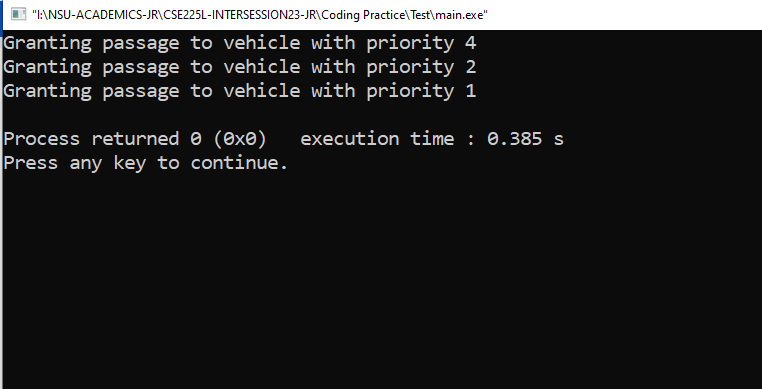 "I:\NSU-ACADEMICS-JR\CSE225L-INTERSESSION23-JR\Coding Practice\Test\main.exe"
Granting passage to vehicle with priority 4
Granting passage to vehicle with priority 2
Granting passage to vehicle with priority 1
Process returned 0 (0x0)   execution time : 0.385 s
Press any key to continue.